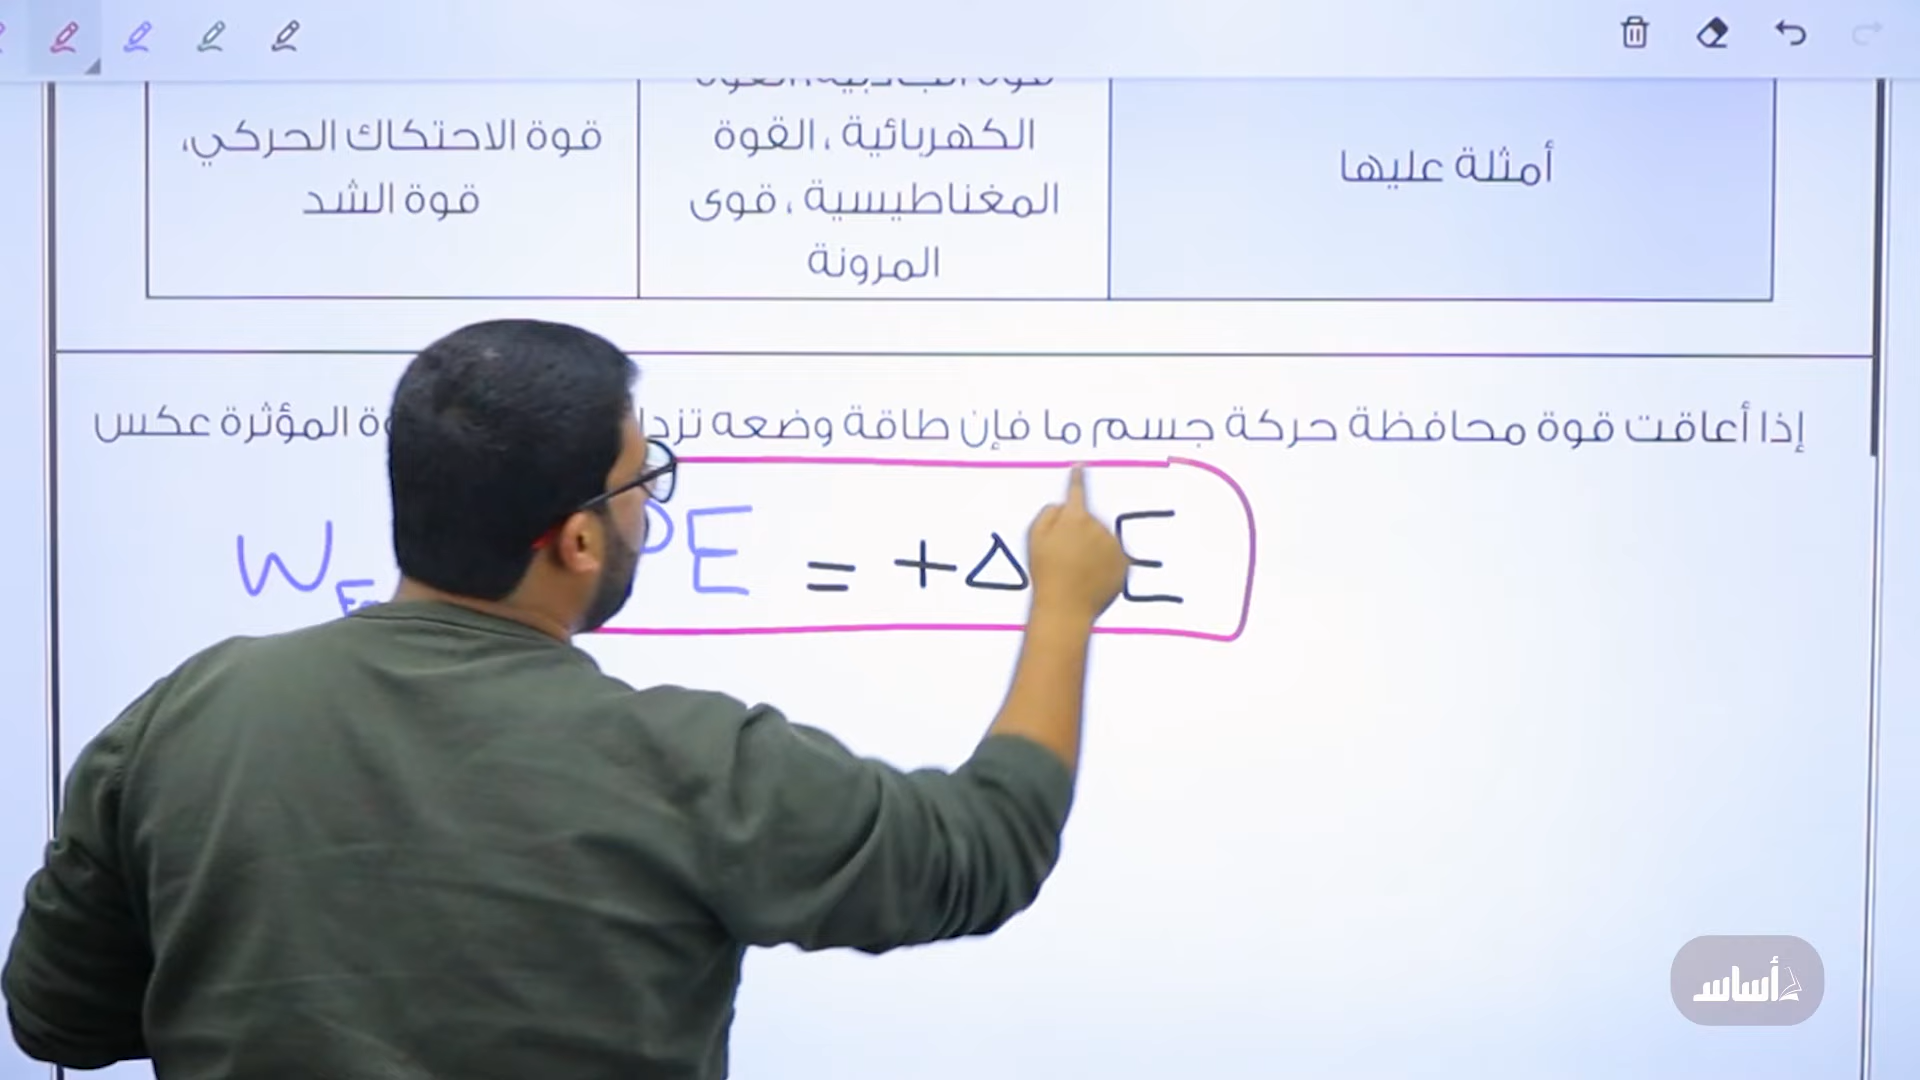 الكهربائية ، القوة
المغناطيسية ، قوى
المرونة
قوة الاحتكاك الحركي،
قوة الشد
أمثلة عليها
إذا أعاقت قوة محافظة حركة جسم ما فإن طاقة وضعه المؤثرة عكس
W E = + Δ E
أساس